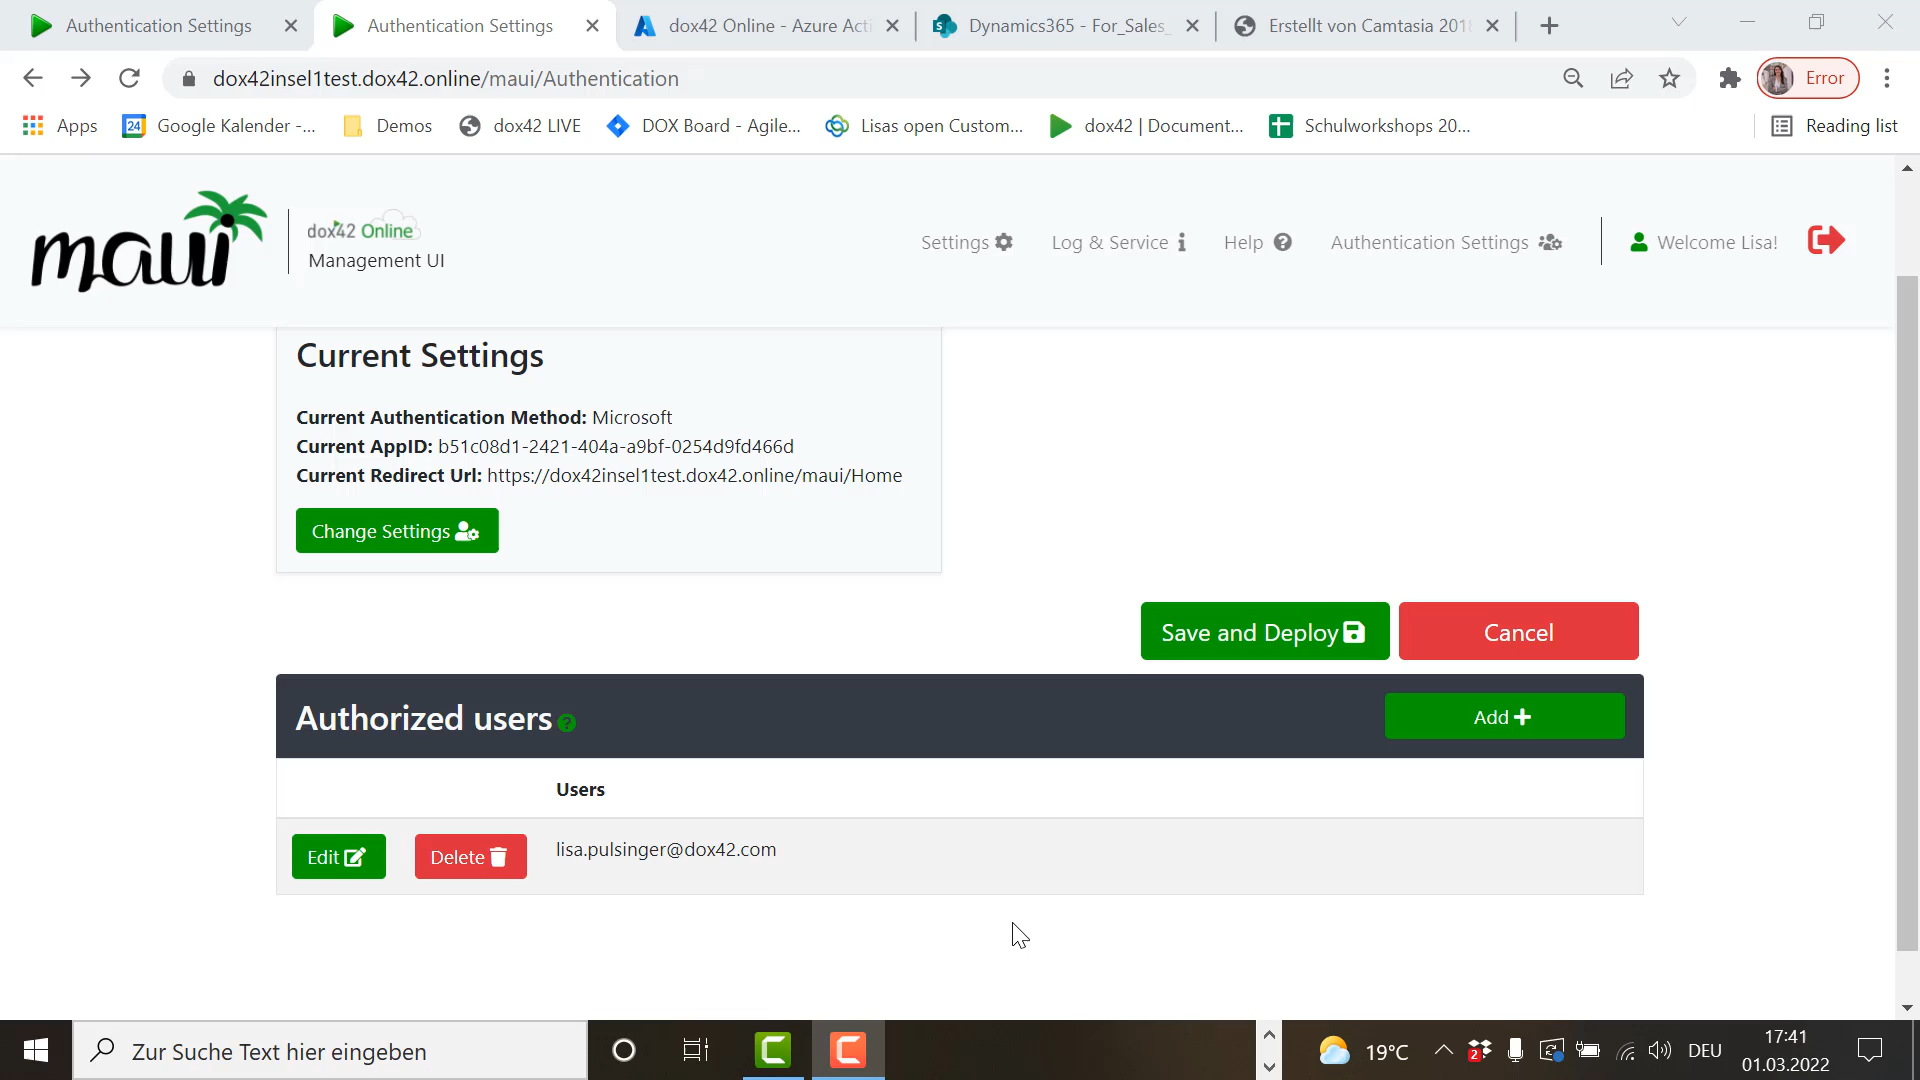 Authentication Settings
Authentication Settings
dox42 Online - Azure Acti
Dynamics365 - For_Sales_
Erstellt von Camtasia 2018
dox42insel1test.dox42.online/maui/Authentication
Error
Apps
24 Google Kalender -...
Demos
dox42 LIVE
DOX Board - Agile...
Lisas open Custom...
dox42 | Document...
Schulworkshops 20...
Reading list
maui
dox42 Online
Management UI
Settings
Log & Service
Help
Authentication Settings
Welcome Lisa!
Current Settings
Current Authentication Method: Microsoft
Current AppID: b51c08d1-2421-404a-a9bf-0254d9fd466d
Current Redirect Url: https://dox42insel1test.dox42.online/maui/Home
Change Settings
Save and Deploy
Cancel
Authorized users
Add
Users
Edit
Delete
lisa.pulsinger@dox42.com
Zur Suche Text hier eingeben
19°C
2
DEU
17:41
01.03.2022